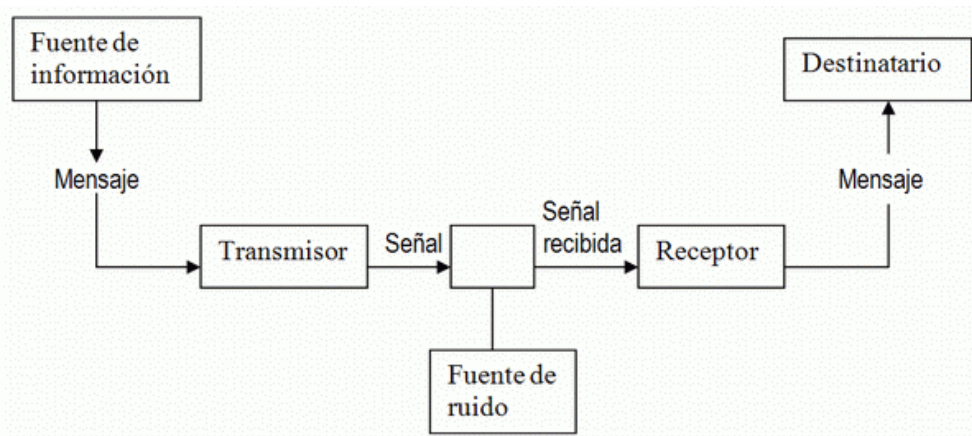 Fuente de
información
Destinatario
Mensaje
Mensaje
Transmisor
Señal
Señal
recibida
Receptor
Fuente de
ruido